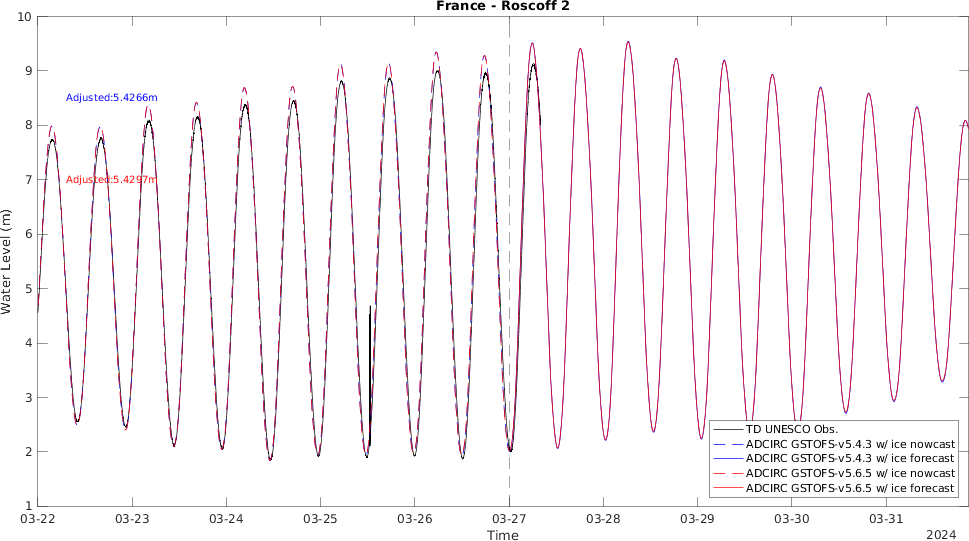 France - Roscoff 2
10
9
8
7
6
5
4
3
2
1
Water Level (m)
Adjusted:5.4266m
Adjusted:5.4297m
TD UNESCO Obs.
ADCIRC GSTOFS-v5.4.3 w/ ice nowcast
ADCIRC GSTOFS-v5.4.3 w/ ice forecast
ADCIRC GSTOFS-v5.6.5 w/ ice nowcast
ADCIRC GSTOFS-v5.6.5 w/ ice forecast
03-22 03-23 03-24 03-25 03-26 03-27 03-28 03-29 03-30 03-31
Time
2024